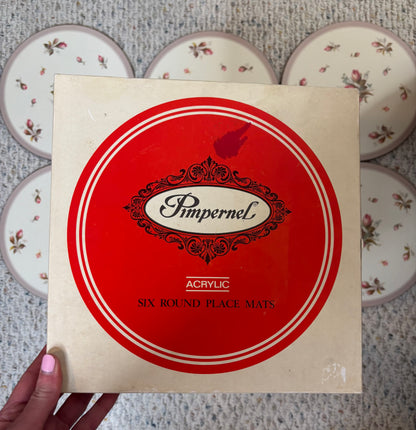 Pimpernel
ACRYLIC
SIX ROUND PLACE MATS